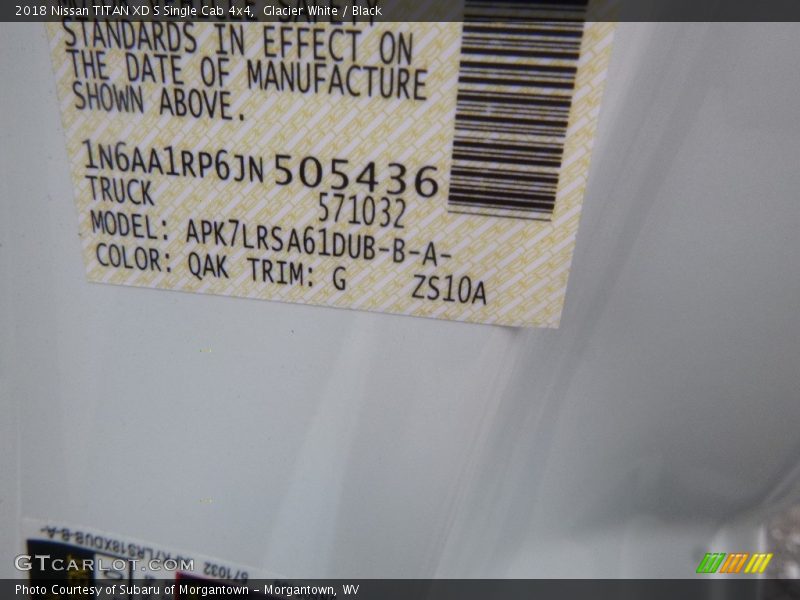 2018 Nissan TITAN XD S Single Cab 4x4,  Glacier White / Black
STANDARDS IN EFFECT ON
THE DATE OF MANUFACTURE
SHOWN ABOVE.
1N6AA1RP6JN505436
TRUCK 571032
MODEL: APK7LRSA61DUB-B-A-
COLOR: QAK TRIM: G ZS10A
GTCARLOT.COM
Photo Courtesy of Subaru of Morgantown - Morgantown, WV